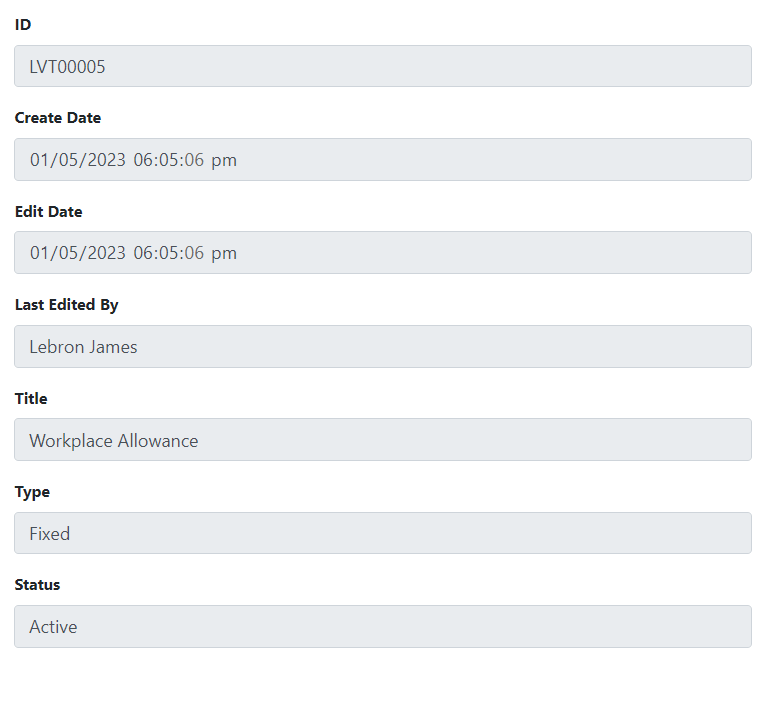 ID
LVT00005
Create Date
01/05/2023 06:05:06 pm
Edit Date
01/05/2023 06:05:06 pm
Last Edited By
Lebron James
Title
Workplace Allowance
Type
Fixed
Status
Active